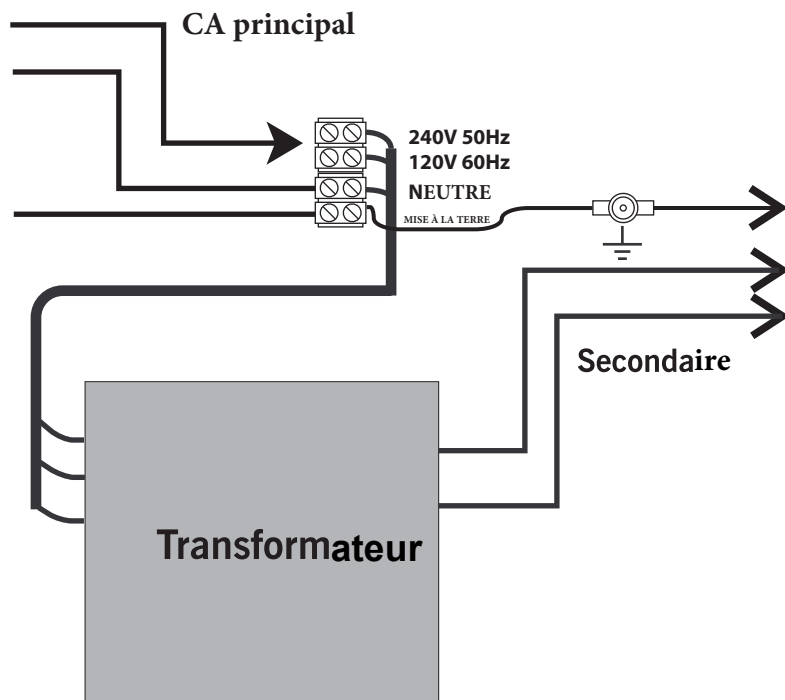 CA principal
240V 50Hz
120V 60Hz
NEUTRE
MISE À LA TERRE
Secondaire
Transformateur